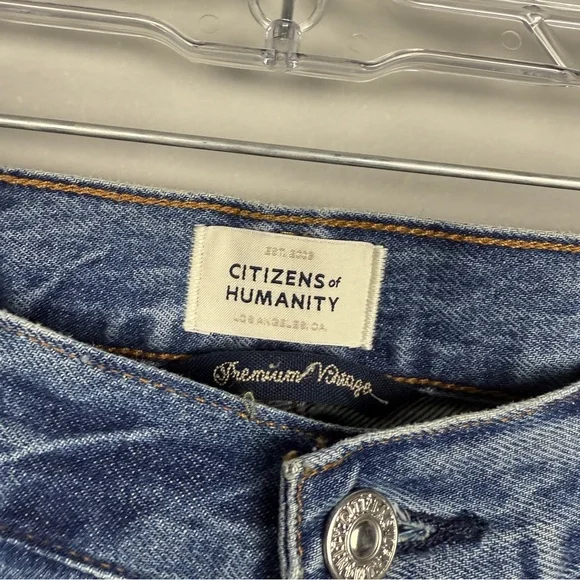 EST. 2003
CITIZENS of
HUMANITY
LOS ANGELES, CA
Premium Vintage